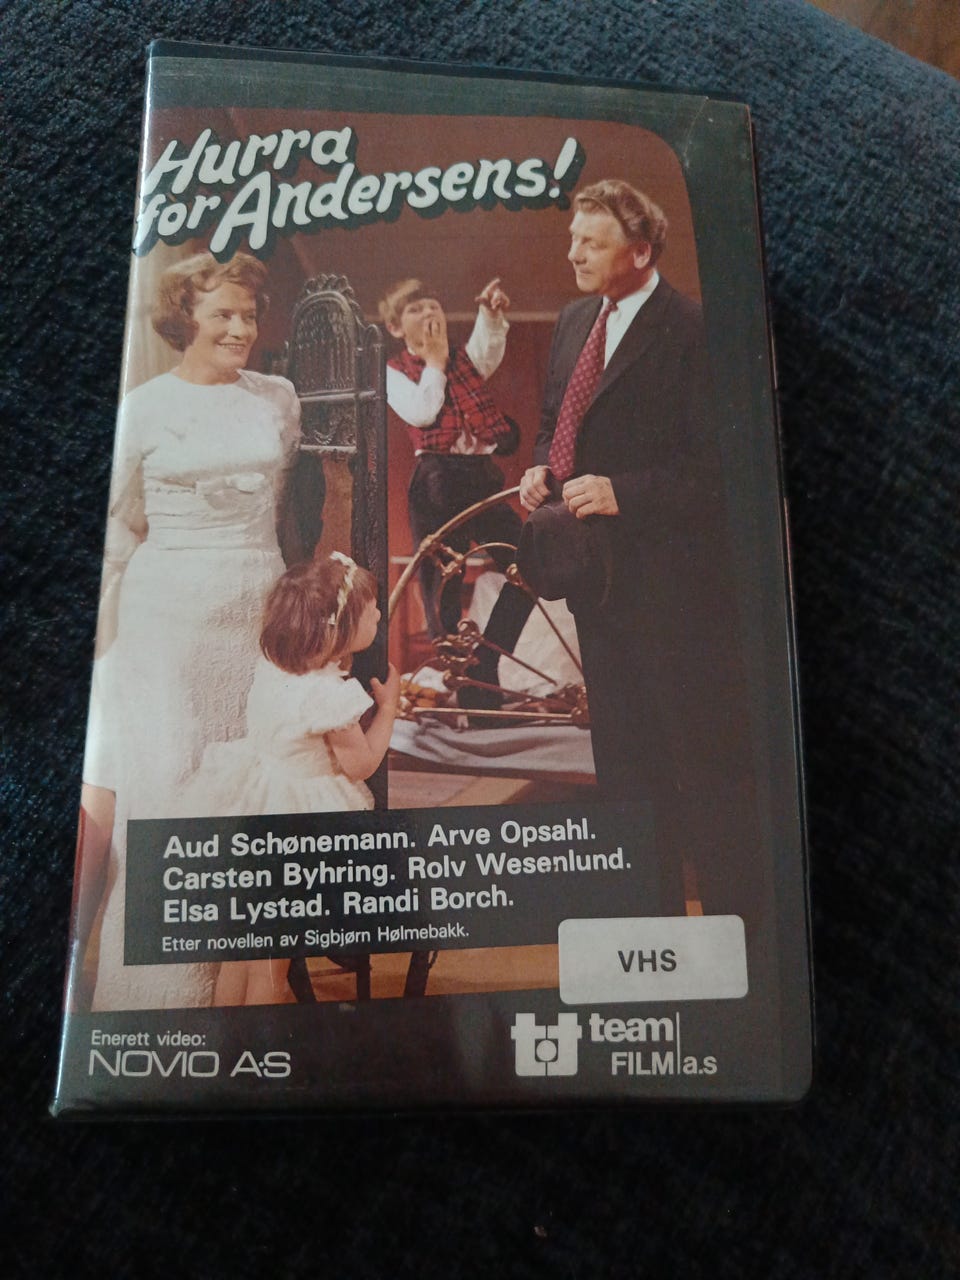 Hurra
for Andersens!
Aud Schønemann. Arve Opsahl.
Carsten Byhring. Rolv Wesenlund.
Elsa Lystad. Randi Borch.
Etter novellen av Sigbjørn Hølmebakk.
VHS
Enerett video:
NOVIO A·S
team
FILM a.s